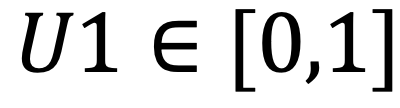 U1 ∈ [0,1]